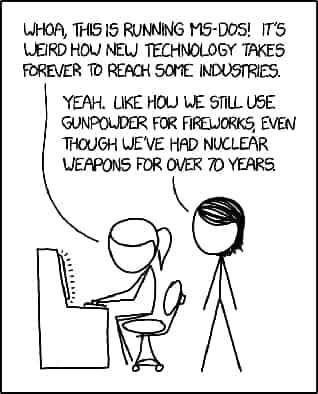 WHOA, THIS IS RUNNING MS-DOS! IT'S
WEIRD HOW NEW TECHNOLOGY TAKES
FOREVER TO REACH SOME INDUSTRIES.
YEAH. LIKE HOW WE STILL USE
GUNPOWDER FOR FIREWORKS, EVEN
THOUGH WE'VE HAD NUCLEAR
WEAPONS FOR OVER 70 YEARS.